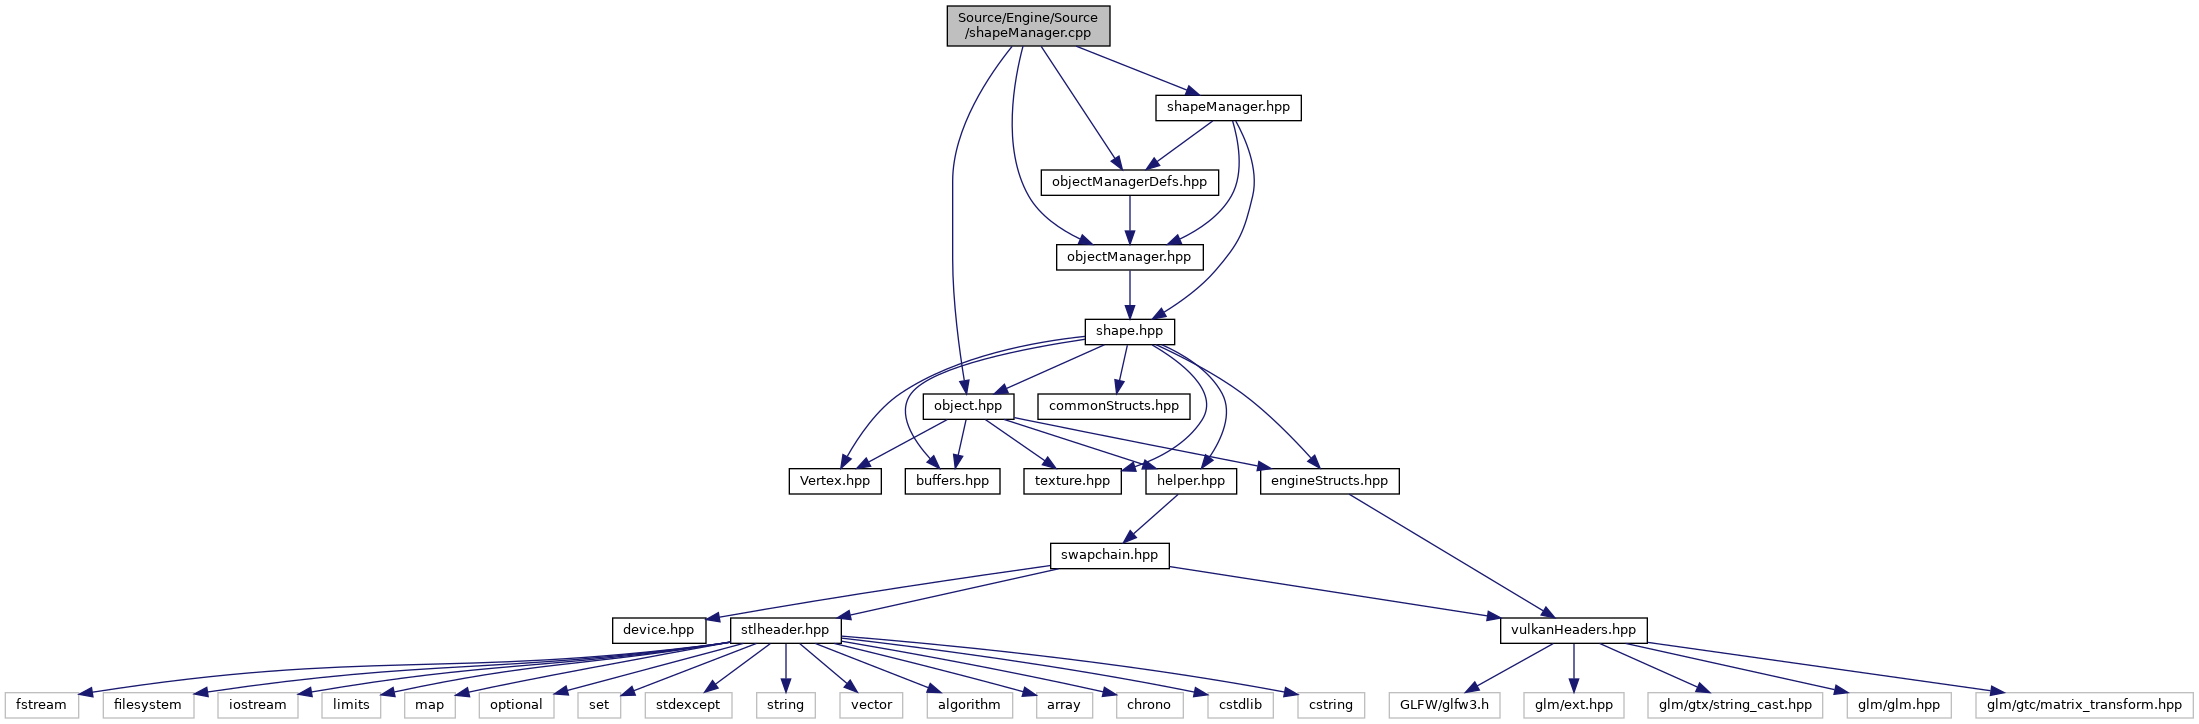 Source/Engine/Source
/shapeManager.cpp
shapeManager.hpp
objectManagerDefs.hpp
objectManager.hpp
shape.hpp
object.hpp
commonStructs.hpp
Vertex.hpp
buffers.hpp
texture.hpp
helper.hpp
engineStructs.hpp
swapchain.hpp
device.hpp
stlheader.hpp
vulkanHeaders.hpp
fstream
filesystem
iostream
limits
map
optional
set
stdexcept
string
vector
algorithm
array
chrono
cstdlib
cstring
GLFW/glfw3.h
glm/ext.hpp
glm/gtx/string_cast.hpp
glm/glm.hpp
glm/gtc/matrix_transform.hpp